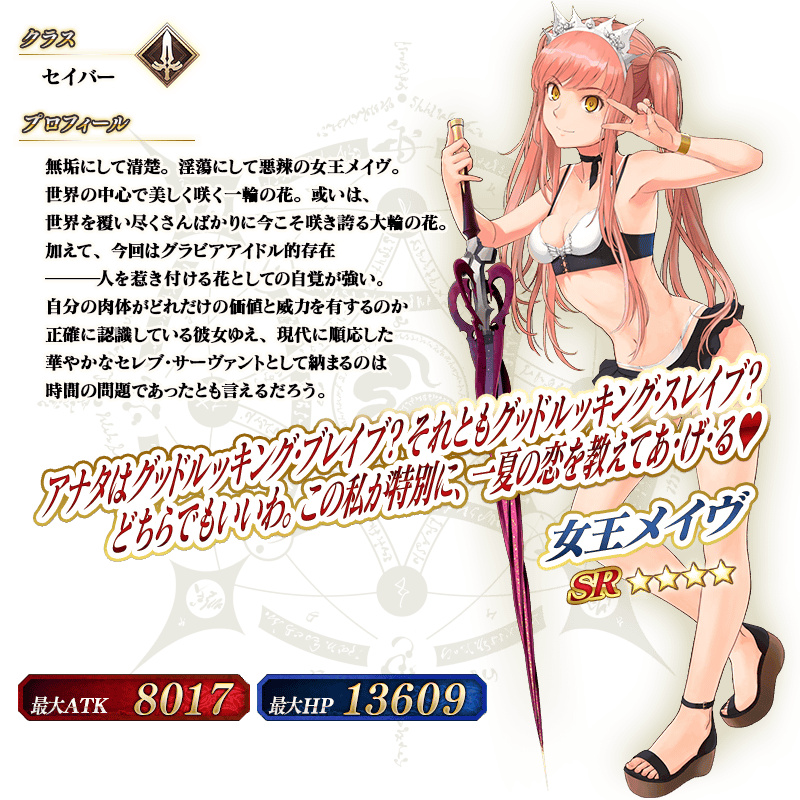 クラス
セイバー
プロフィール
無垢にして清楚。淫蕩にして悪辣の女王メイヴ。
世界の中心で美しく咲く一輪の花。或いは、
世界を覆い尽くさんばかりに今こそ咲き誇る大輪の花。
加えて、今回はグラビアアイドル的存在
―――人を惹き付ける花としての自覚が強い。
自分の肉体がどれだけの価値と威力を有するのか
正確に認識している彼女ゆえ、現代に順応した
華やかなセレブ・サーヴァントとして納まるのは
時間の問題であったとも言えるだろう。
アナタはグッドルッキング・ブレイブ？それともグッドルッキング・スレイブ？
どちらでもいいわ。この私が特別に、一夏の恋を教えてあ・げ・る♥
女王メイヴ
SR ★★★★
最大ATK 8017
最大HP 13609